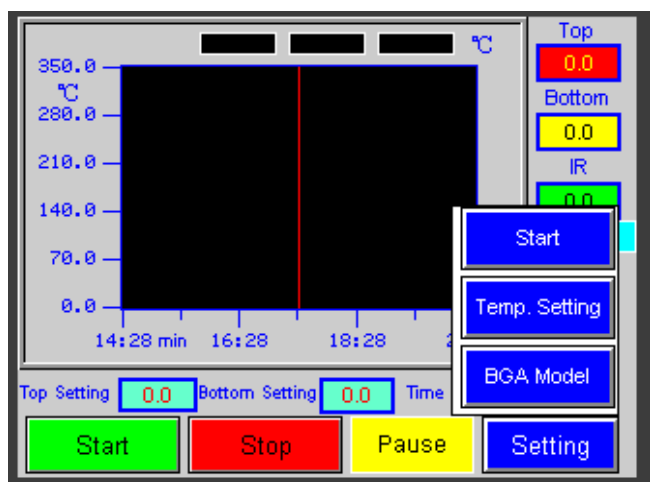 Top
℃
0.0
350.0
℃
Bottom
280.0
0.0
210.0
IR
0.0
140.0
Start
70.0
Temp. Setting
0.0
14:28 min 16:28 18:28
BGA Model
Top Setting 0.0 Bottom Setting 0.0 Time
Start Stop Pause Setting